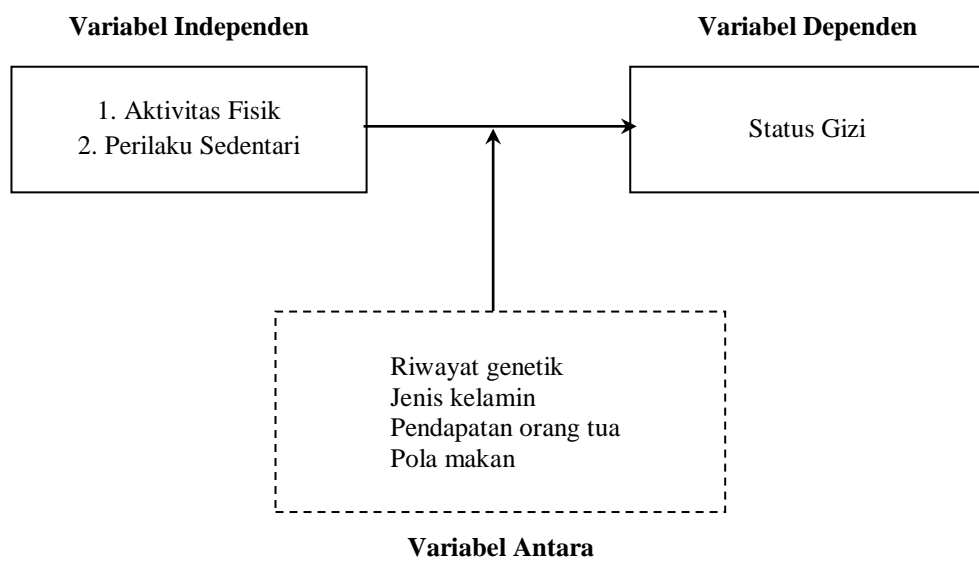 Variabel Independen
Variabel Dependen
1. Aktivitas Fisik
2. Perilaku Sedentari
Status Gizi
Riwayat genetik
Jenis kelamin
Pendapatan orang tua
Pola makan
Variabel Antara